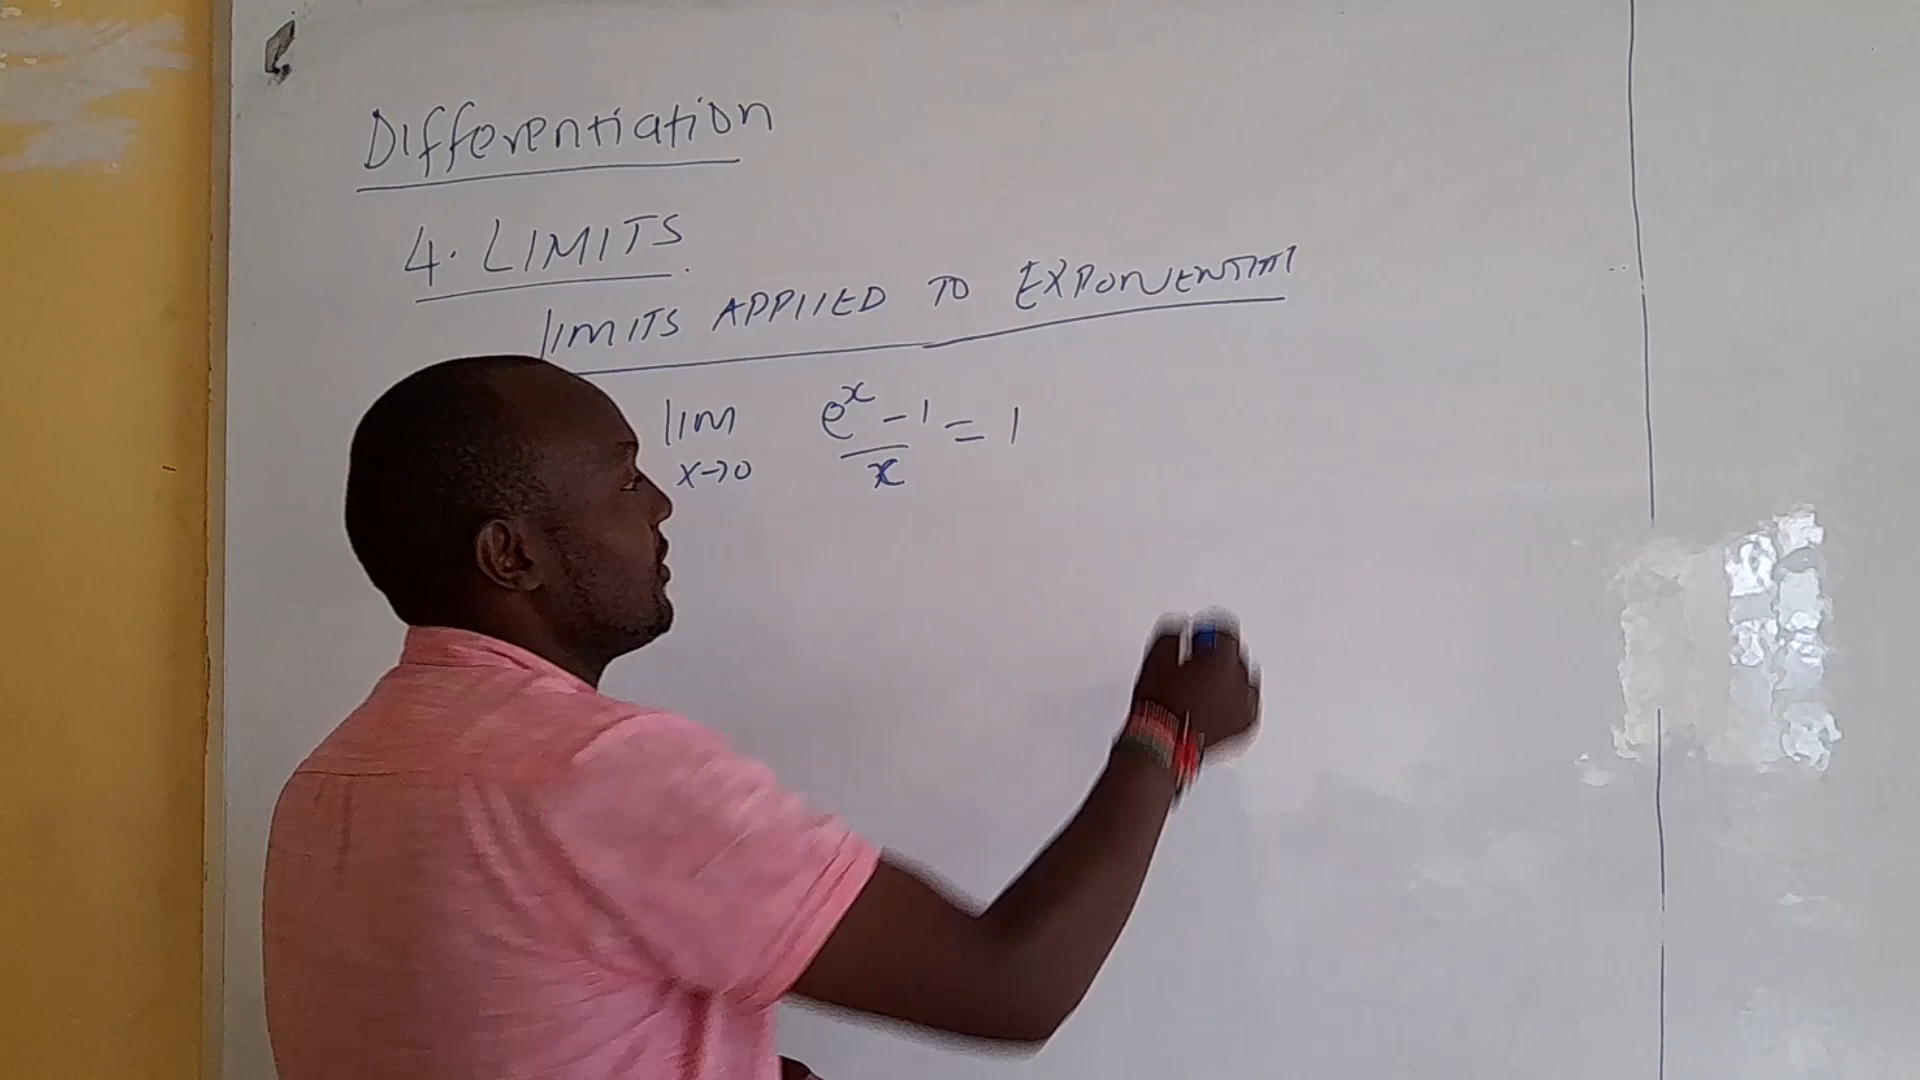 Differentiation
4. LIMITS.
LIMITS APPLIED TO EXPONENTIAL
lim x→0 e^x - 1 / x = 1